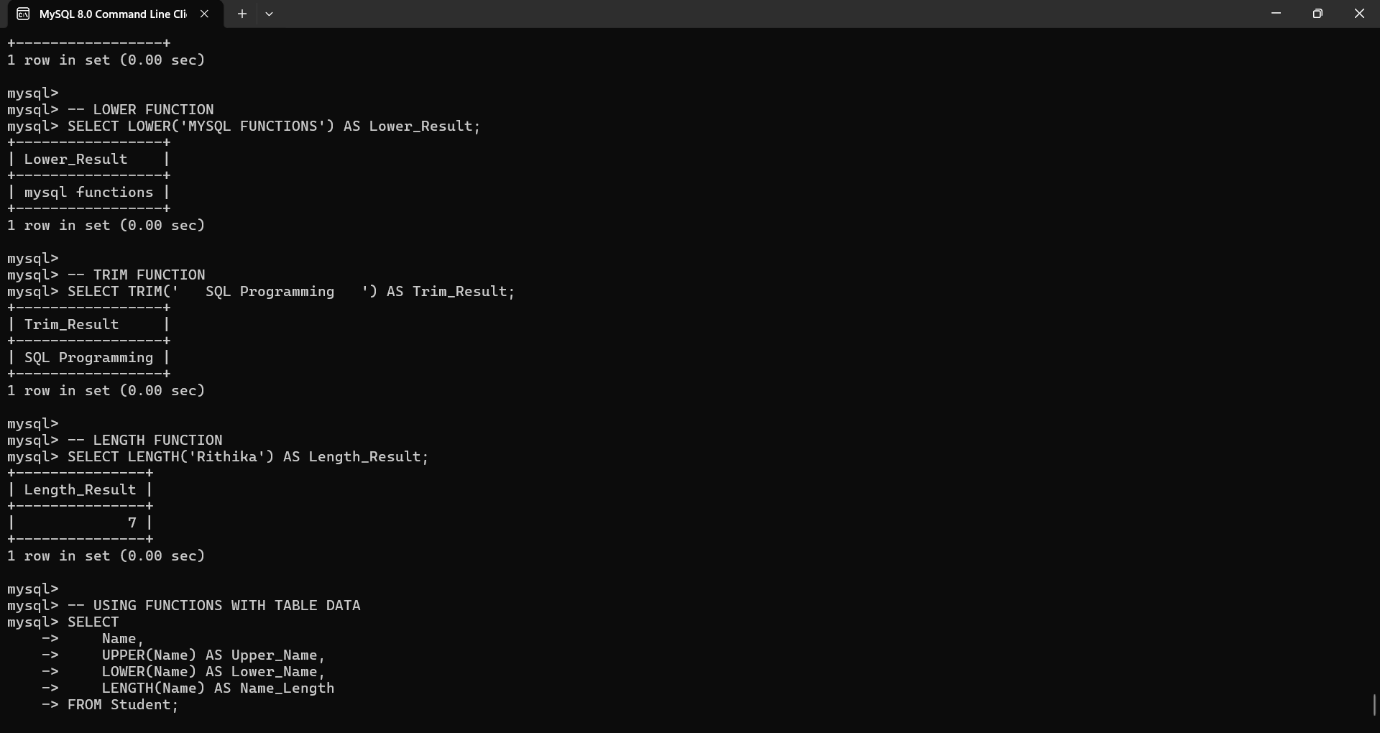 MySQL 8.0 Command Line Cli
+-----------------+
1 row in set (0.00 sec)
mysql>
mysql> -- LOWER FUNCTION
mysql> SELECT LOWER('MYSQL FUNCTIONS') AS Lower_Result;
+-----------------+
| Lower_Result    |
+-----------------+
| mysql functions |
+-----------------+
1 row in set (0.00 sec)
mysql>
mysql> -- TRIM FUNCTION
mysql> SELECT TRIM('   SQL Programming   ') AS Trim_Result;
+-----------------+
| Trim_Result     |
+-----------------+
| SQL Programming |
+-----------------+
1 row in set (0.00 sec)
mysql>
mysql> -- LENGTH FUNCTION
mysql> SELECT LENGTH('Rithika') AS Length_Result;
+---------------+
| Length_Result |
+---------------+
|             7 |
+---------------+
1 row in set (0.00 sec)
mysql>
mysql> -- USING FUNCTIONS WITH TABLE DATA
mysql> SELECT
    ->     Name,
    ->     UPPER(Name) AS Upper_Name,
    ->     LOWER(Name) AS Lower_Name,
    ->     LENGTH(Name) AS Name_Length
    -> FROM Student;